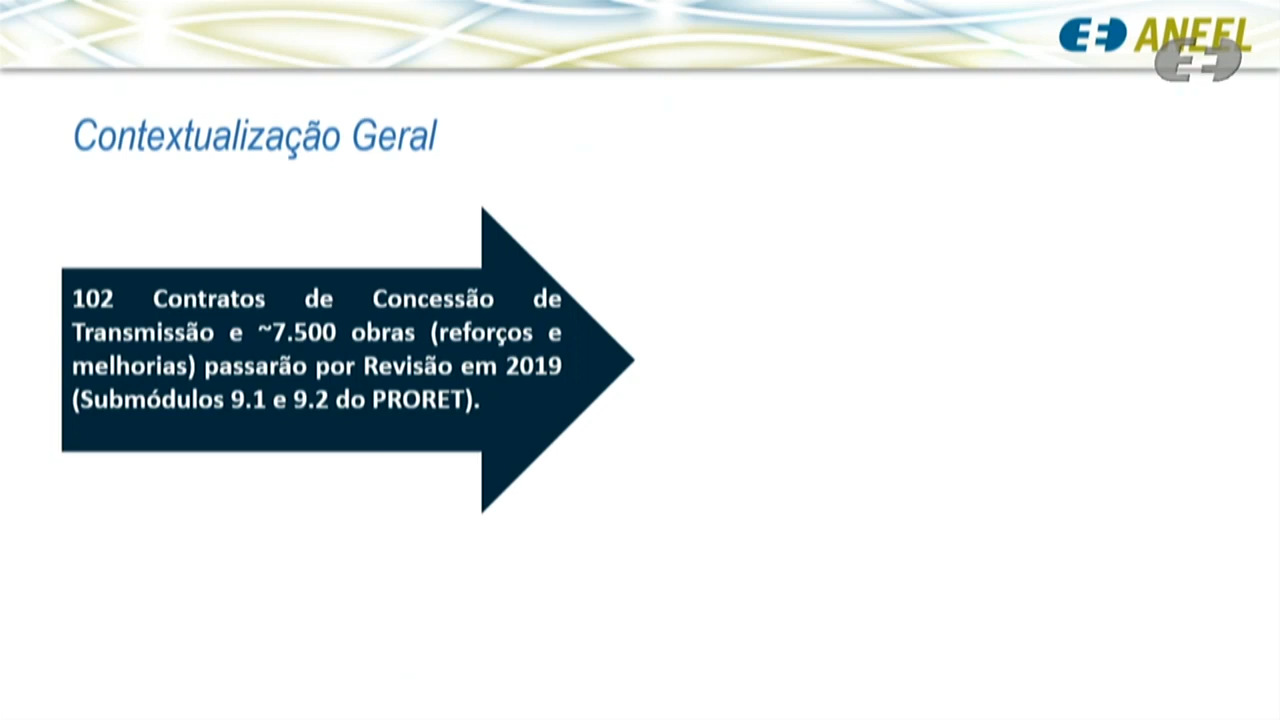 ANEEL
Contextualização Geral
102 Contratos de Concessão de
Transmissão e ~7.500 obras (reforços e
melhorias) passarão por Revisão em 2019
(Submódulos 9.1 e 9.2 do PRORET).